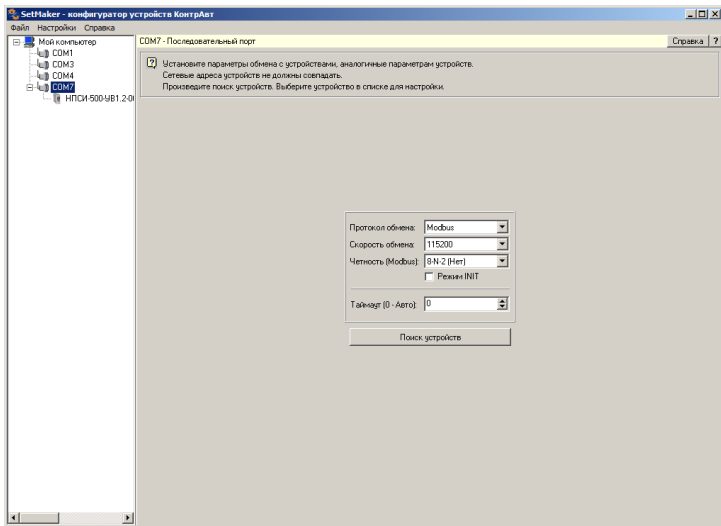 SetMaker - конфигуратор устройств КонтрАвт
Файл Настройки Справка
Мой компьютер
COM1
COM3
COM4
COM7
НПСИ-500-УВ1.2-0
COM7 - Последовательный порт
Справка ?
Установите параметры обмена с устройствами, аналогичные параметрам устройств.
Сетевые адреса устройств не должны совпадать.
Произведите поиск устройств. Выберите устройство в списке для настройки.
Протокол обмена: Modbus
Скорость обмена: 115200
Четность (Modbus): 8-N-2 (Нет)
Режим INIT
Таймаут (0 - Авто): 0
Поиск устройств